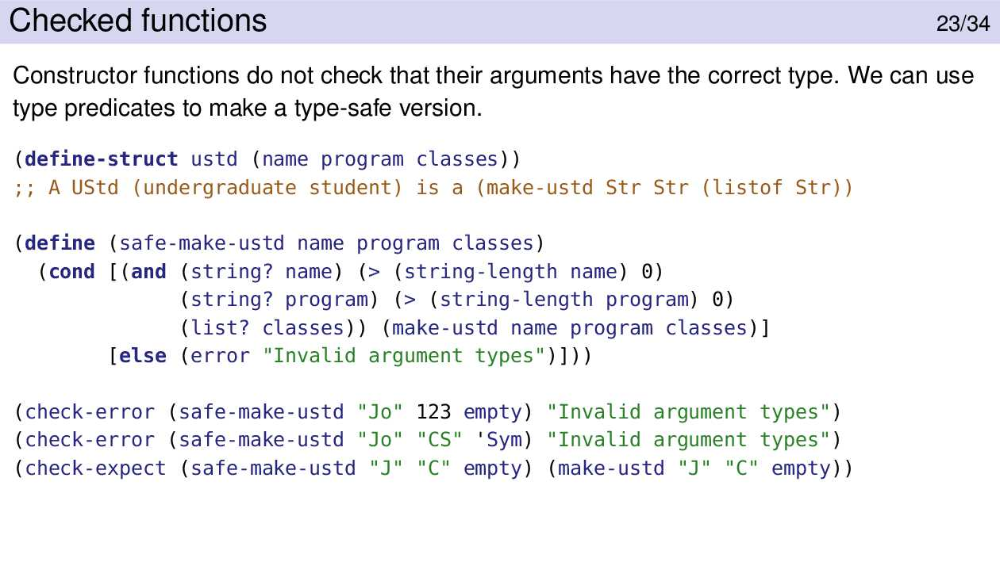 Checked functions
23/34
Constructor functions do not check that their arguments have the correct type. We can use
type predicates to make a type-safe version.
(define-struct ustd (name program classes))
;; A UStd (undergraduate student) is a (make-ustd Str Str (listof Str))
(define (safe-make-ustd name program classes)
  (cond [(and (string? name) (> (string-length name) 0)
              (string? program) (> (string-length program) 0)
              (list? classes)) (make-ustd name program classes)]
        [else (error "Invalid argument types")]))
(check-error (safe-make-ustd "Jo" 123 empty) "Invalid argument types")
(check-error (safe-make-ustd "Jo" "CS" 'Sym) "Invalid argument types")
(check-expect (safe-make-ustd "J" "C" empty) (make-ustd "J" "C" empty))